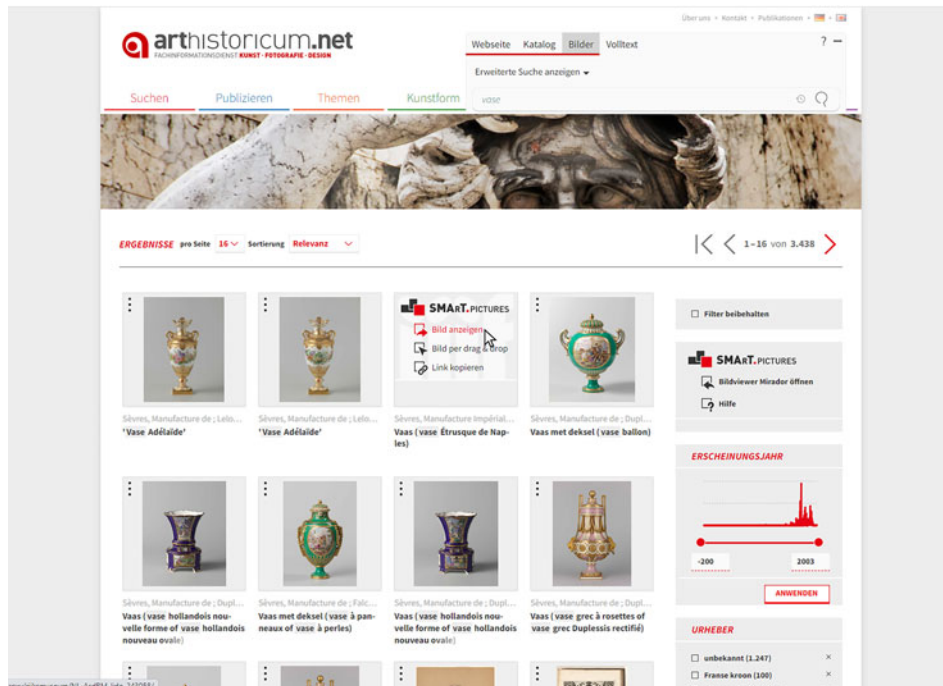 Über uns • Kontakt • Publikationen •
arthistoricum.net
FACHINFORMATIONSDIENST KUNST · FOTOGRAFIE · DESIGN
Webseite Katalog Bilder Volltext ? –
Erweiterte Suche anzeigen
Suchen Publizieren Themen Kunstform vase
ERGEBNISSE pro Seite 16 Sortierung Relevanz 1–16 von 3.438
SMArT.PICTURES
Bild anzeigen
Bild per drag & drop
Link kopieren
Sèvres, Manufacture de ; Lelo...
'Vase Adélaïde'
Sèvres, Manufacture de ; Lelo...
'Vase Adélaïde'
Sèvres, Manufacture Impérial...
Vaas (vase Étrusque de Nap-
les)
Sèvres, Manufacture de ; Dupl...
Vaas met deksel (vase ballon)
Sèvres, Manufacture de ; Dupl...
Vaas (vase hollandois nou-
velle forme of vase hollandois
nouveau ovale)
Sèvres, Manufacture de ; Falc...
Vaas met deksel (vase à pan-
neaux of vase à perles)
Sèvres, Manufacture de ; Dupl...
Vaas (vase hollandois nou-
velle forme of vase hollandois
nouveau ovale)
Sèvres, Manufacture de ; Dupl...
Vaas (vase grec à rosettes of
vase grec Duplessis rectifié)
Filter beibehalten
SMArT.PICTURES
Bildviewer Mirador öffnen
Hilfe
ERSCHEINUNGSJAHR
-200 2003
ANWENDEN
URHEBER
unbekannt (1.247) ×
Franse kroon (100) ×